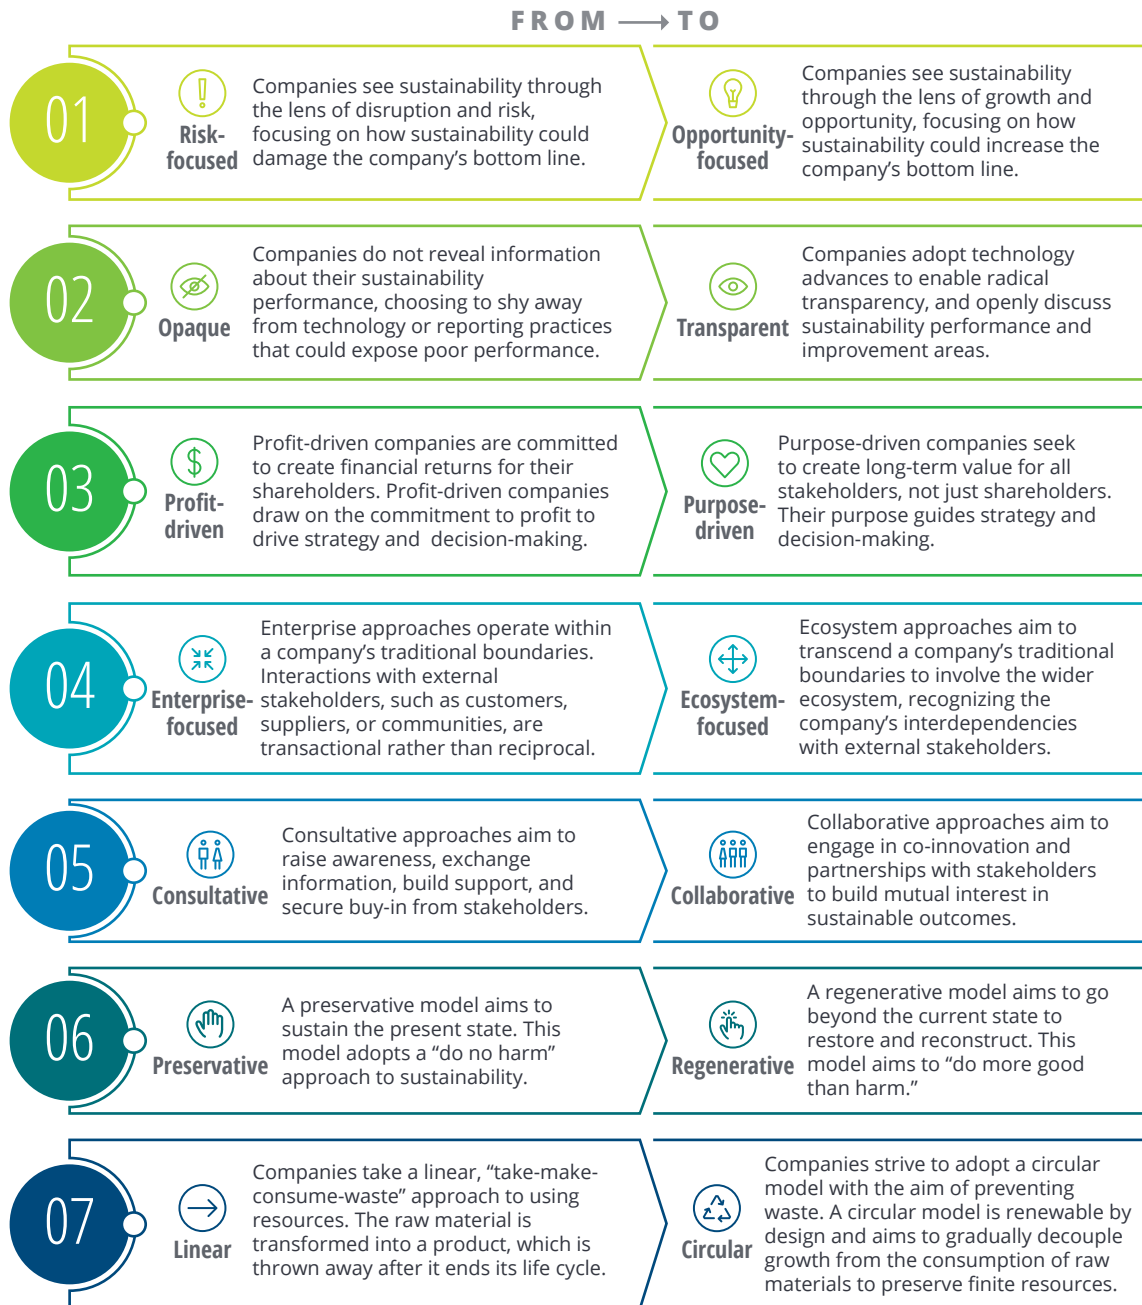 FROM TO
01
Risk-
focused
Companies see sustainability through
the lens of disruption and risk,
focusing on how sustainability could
damage the company’s bottom line.
Opportunity-
focused
Companies see sustainability
through the lens of growth and
opportunity, focusing on how
sustainability could increase the
company’s bottom line.
02
Opaque
Companies do not reveal information
about their sustainability
performance, choosing to shy away
from technology or reporting practices
that could expose poor performance.
Transparent
Companies adopt technology
advances to enable radical
transparency, and openly discuss
sustainability performance and
improvement areas.
03
Profit-
driven
Profit-driven companies are committed
to create financial returns for their
shareholders. Profit-driven companies
draw on the commitment to profit to
drive strategy and decision-making.
Purpose-
driven
Purpose-driven companies seek
to create long-term value for all
stakeholders, not just shareholders.
Their purpose guides strategy and
decision-making.
04
Enterprise-
focused
Enterprise approaches operate within
a company’s traditional boundaries.
Interactions with external
stakeholders, such as customers,
suppliers, or communities, are
transactional rather than reciprocal.
Ecosystem-
focused
Ecosystem approaches aim to
transcend a company’s traditional
boundaries to involve the wider
ecosystem, recognizing the
company’s interdependencies
with external stakeholders.
05
Consultative
Consultative approaches aim to
raise awareness, exchange
information, build support, and
secure buy-in from stakeholders.
Collaborative
Collaborative approaches aim to
engage in co-innovation and
partnerships with stakeholders
to build mutual interest in
sustainable outcomes.
06
Preservative
A preservative model aims to
sustain the present state. This
model adopts a “do no harm”
approach to sustainability.
Regenerative
A regenerative model aims to go
beyond the current state to
restore and reconstruct. This
model aims to “do more good
than harm.”
07
Linear
Companies take a linear, “take-make-
consume-waste” approach to using
resources. The raw material is
transformed into a product, which is
thrown away after it ends its life cycle.
Circular
Companies strive to adopt a circular
model with the aim of preventing
waste. A circular model is renewable by
design and aims to gradually decouple
growth from the consumption of raw
materials to preserve finite resources.